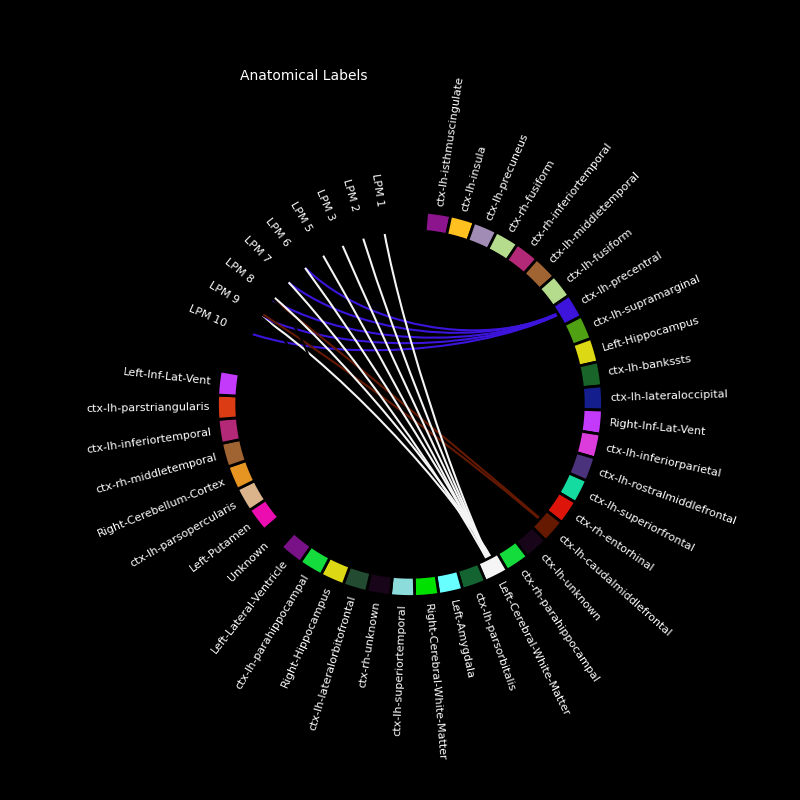 Anatomical Labels
ctx-lh-isthmuscingulate
ctx-lh-insula
ctx-lh-precuneus
ctx-rh-fusiform
ctx-rh-inferiortemporal
ctx-lh-middletemporal
ctx-lh-fusiform
ctx-lh-precentral
ctx-lh-supramarginal
Left-Hippocampus
ctx-lh-bankssts
ctx-lh-lateraloccipital
Right-Inf-Lat-Vent
ctx-lh-inferiorparietal
ctx-lh-rostralmiddlefrontal
ctx-lh-superiorfrontal
ctx-rh-entorhinal
ctx-lh-caudalmiddlefrontal
ctx-lh-unknown
ctx-rh-parahippocampal
Left-Cerebral-White-Matter
ctx-lh-parsorbitalis
Left-Amygdala
Right-Cerebral-White-Matter
ctx-lh-superiortemporal
ctx-rh-unknown
ctx-lh-lateralorbitofrontal
Right-Hippocampus
ctx-lh-parahippocampal
Left-Lateral-Ventricle
Unknown
Left-Putamen
ctx-lh-parsopercularis
Right-Cerebellum-Cortex
ctx-rh-middletemporal
ctx-lh-inferiortemporal
ctx-lh-parstriangularis
Left-Inf-Lat-Vent
LPM 10
LPM 9
LPM 8
LPM 7
LPM 6
LPM 5
LPM 3
LPM 2
LPM 1